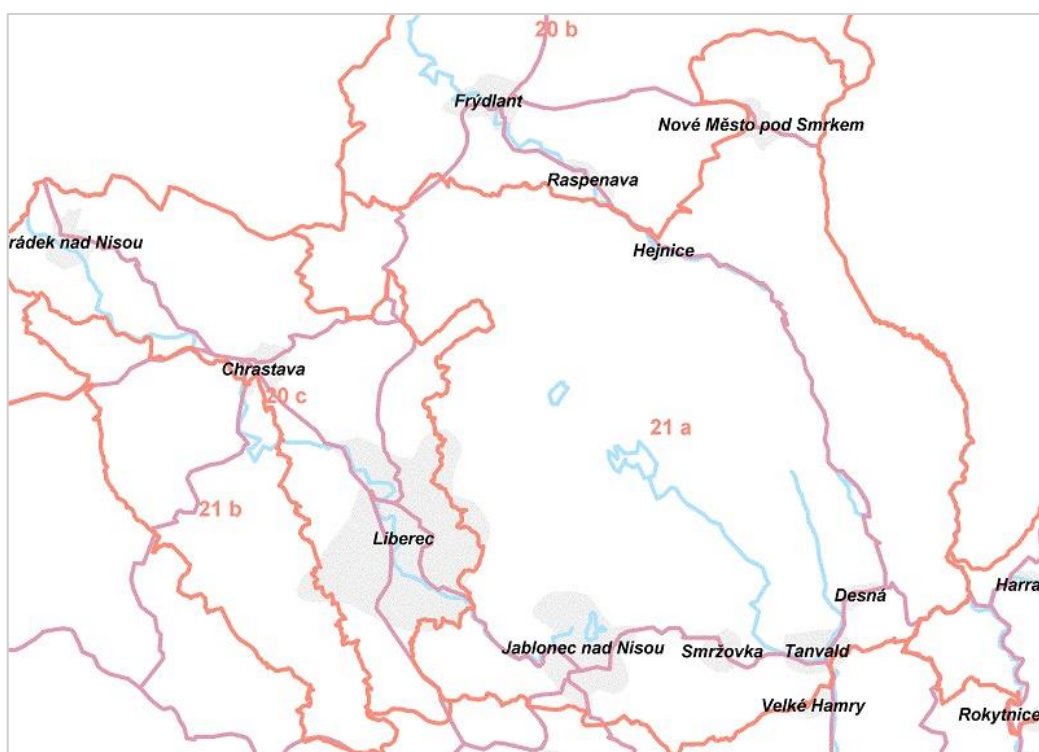 20 b
Frýdlant
Nové Město pod Smrkem
Raspenava
rádek nad Nisou
Hejnice
Chrastava
20 c
21 a
21 b
Liberec
Desná
Harra
Jablonec nad Nisou
Smržovka
Tanvald
Velké Hamry
Rokytnice